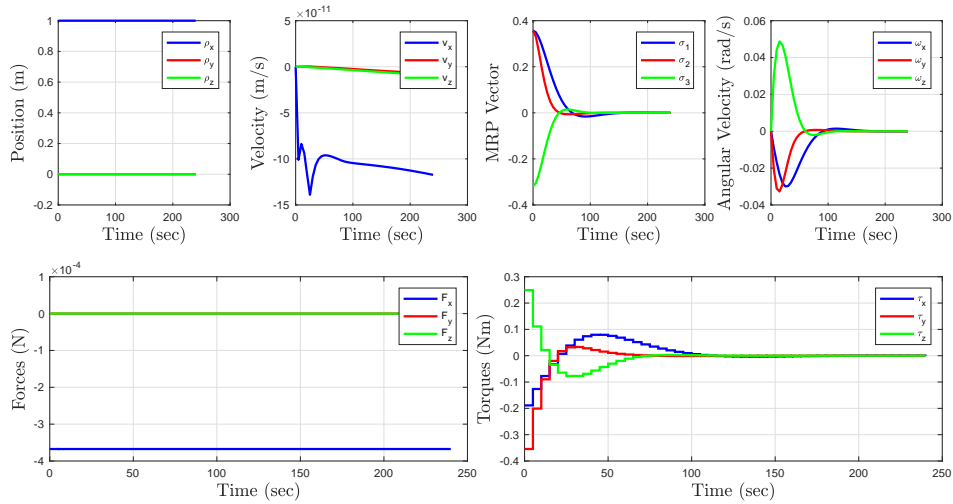 Position (m)
1
0.8
0.6
0.4
0.2
0
-0.2
0
100
200
300
Time (sec)
ρx
ρy
ρz
×10-11
Velocity (m/s)
5
0
-5
-10
-15
0
100
200
300
Time (sec)
vx
vy
vz
MRP Vector
0.4
0.2
0
-0.2
-0.4
0
100
200
300
Time (sec)
σ1
σ2
σ3
Angular Velocity (rad/s)
0.06
0.04
0.02
0
-0.02
-0.04
0
100
200
300
Time (sec)
ωx
ωy
ωz
×10-4
Forces (N)
1
0
-1
-2
-3
-4
0
50
100
150
200
250
Time (sec)
Fx
Fy
Fz
Torques (Nm)
0.3
0.2
0.1
0
-0.1
-0.2
-0.3
-0.4
0
50
100
150
200
250
Time (sec)
τx
τy
τz